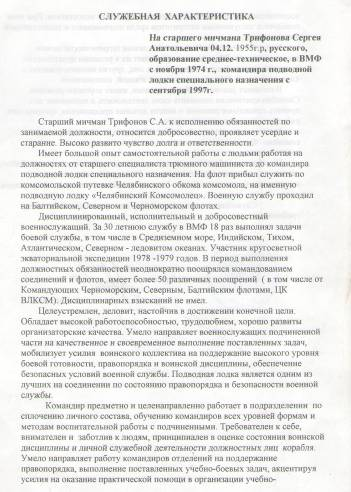 СЛУЖЕБНАЯ ХАРАКТЕРИСТИКА
На старшего мичмана Трифонова Сергея
Анатольевича 04.12. 1955г.р, русского,
образование среднее-техническое, в ВМФ
с ноября 1974 г., командира подводной
лодки специального назначения с
сентября 1997г.
Старший мичман Трифонов С.А. к исполнению обязанностей по
занимаемой должности, относится добросовестно, проявляет усердие и
старание. Высоко развито чувство долга и ответственности.
Имеет большой опыт самостоятельной работы с людьми работая на
должностях от старшего специалиста трюмного машиниста до командира
подводной лодки специального назначения. На флот прибыл служить по
комсомольской путевке Челябинского обкома комсомола, на именную
подводную лодку «Челябинский Комсомолец». Военную службу проходил
на Балтийском, Северном и Черноморском флотах.
Дисциплинированный, исполнительный и добросовестный
военнослужащий. За 30 летнюю службу в ВМФ 18 раз выполнял задачи
боевой службы, в том числе в Средиземном море, Индийском, Тихом,
Атлантическом, Северном - ледовитом океанах. Участник кругосветной
экваториальной экспедиции 1978 -1979 годов. В период выполнения
должностных обязанностей неоднократно поощрялся командованием
соединений и флотов, имеет более 50 различных поощрений ( в том числе от
Командующих Черноморским, Северным, Балтийским флотами, ЦК
ВЛКСМ). Дисциплинарных взысканий не имел.
Целеустремлен, деловит, настойчив в достижении конечной цели.
Обладает высокой работоспособностью, трудолюбием, хорошо развиты
организаторские качества. Умело направляет военнослужащих подчиненной
части на качественное и своевременное выполнение поставленных задач,
мобилизует усилия воинского коллектива на поддержание высокого уровня
боевой готовности, правопорядка и воинской дисциплины, обеспечение
безопасных условий военной службы. Подводная лодка является одним из
лучших на соединении по состоянию правопорядка и безопасности военной
службы.
Командир предметно и целенаправленно работает в подразделении по
сплочению личного состава, обучению командиров всех уровней формам и
методам воспитательной работы с подчиненными. Требователен к себе,
внимателен и заботлив к людям, принципиален в оценке состояния воинской
дисциплины и личной служебной деятельности должностных лиц корабля.
Умело направляет работу командиров отделений на поддержание
правопорядка, выполнение поставленных учебно-боевых задач, акцентируя
усилия на оказание практической помощи в организации учебно-